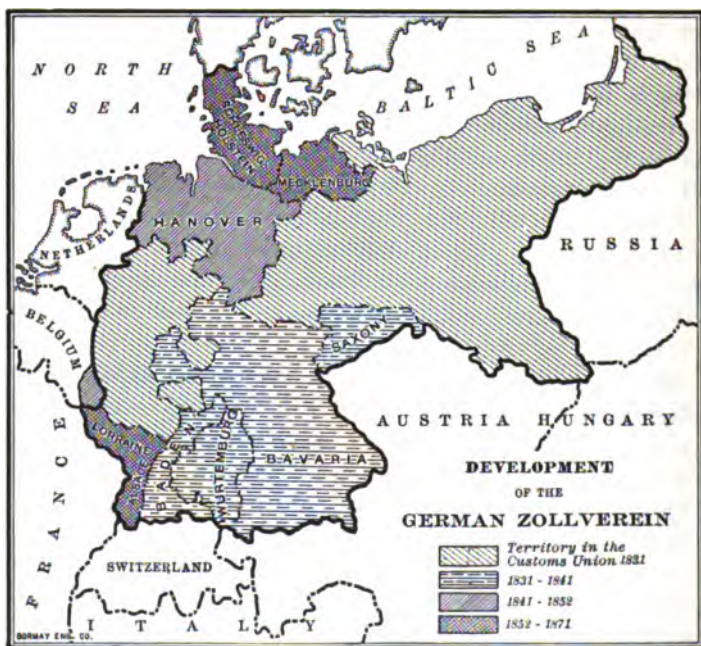 NORTH
SEA
BALTIC SEA
SCHLESWIG-
HOLSTEIN
MECKLENBURG
HANOVER
NETHERLANDS
RUSSIA
BELGIUM
SAXONY
FRANCE
LORRAINE
ALSACE
BADEN
WURTEMBURG
BAVARIA
AUSTRIA HUNGARY
SWITZERLAND
ITALY
DEVELOPMENT
OF THE
GERMAN ZOLLVEREIN
Territory in the
Customs Union 1831
1831 - 1841
1841 - 1852
1852 - 1871
BORMAY ENG. CO.